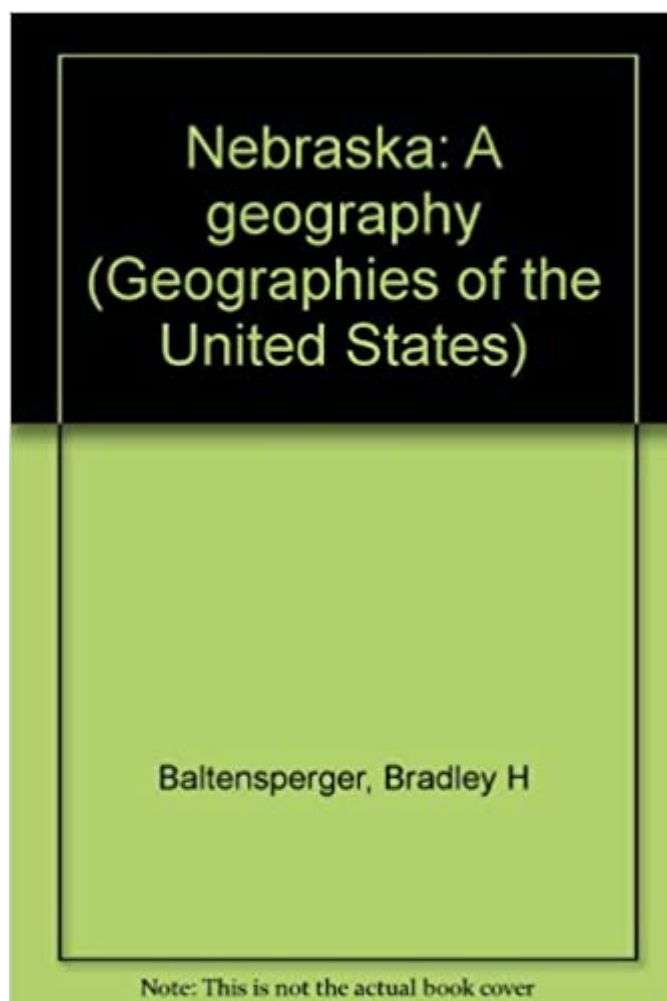 Nebraska: A
geography
(Geographies of the
United States)
Baltensperger, Bradley H
Note: This is not the actual book cover